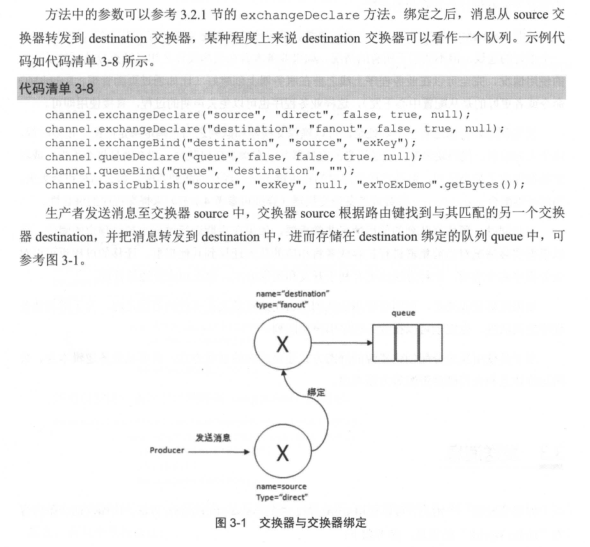 方法中的参数可以参考 3.2.1 节的 exchangeDeclare 方法。绑定之后，消息从 source 交
换器转发到 destination 交换器，某种程度上来说 destination 交换器可以看作一个队列。示例代
码如代码清单 3-8 所示。
代码清单 3-8
channel.exchangeDeclare("source", "direct", false, true, null);
channel.exchangeDeclare("destination", "fanout", false, true, null);
channel.exchangeBind("destination", "source", "exKey");
channel.queueDeclare("queue", false, false, true, null);
channel.queueBind("queue", "destination", "");
channel.basicPublish("source", "exKey", null, "exToExDemo".getBytes());
生产者发送消息至交换器 source 中，交换器 source 根据路由键找到与其匹配的另一个交换
器 destination，并把消息转发到 destination 中，进而存储在 destination 绑定的队列 queue 中，可
参考图 3-1。
name="destination"
type="fanout"
queue
X
绑定
发送消息
Producer
X
name=source
Type="direct"
图 3-1 交换器与交换器绑定